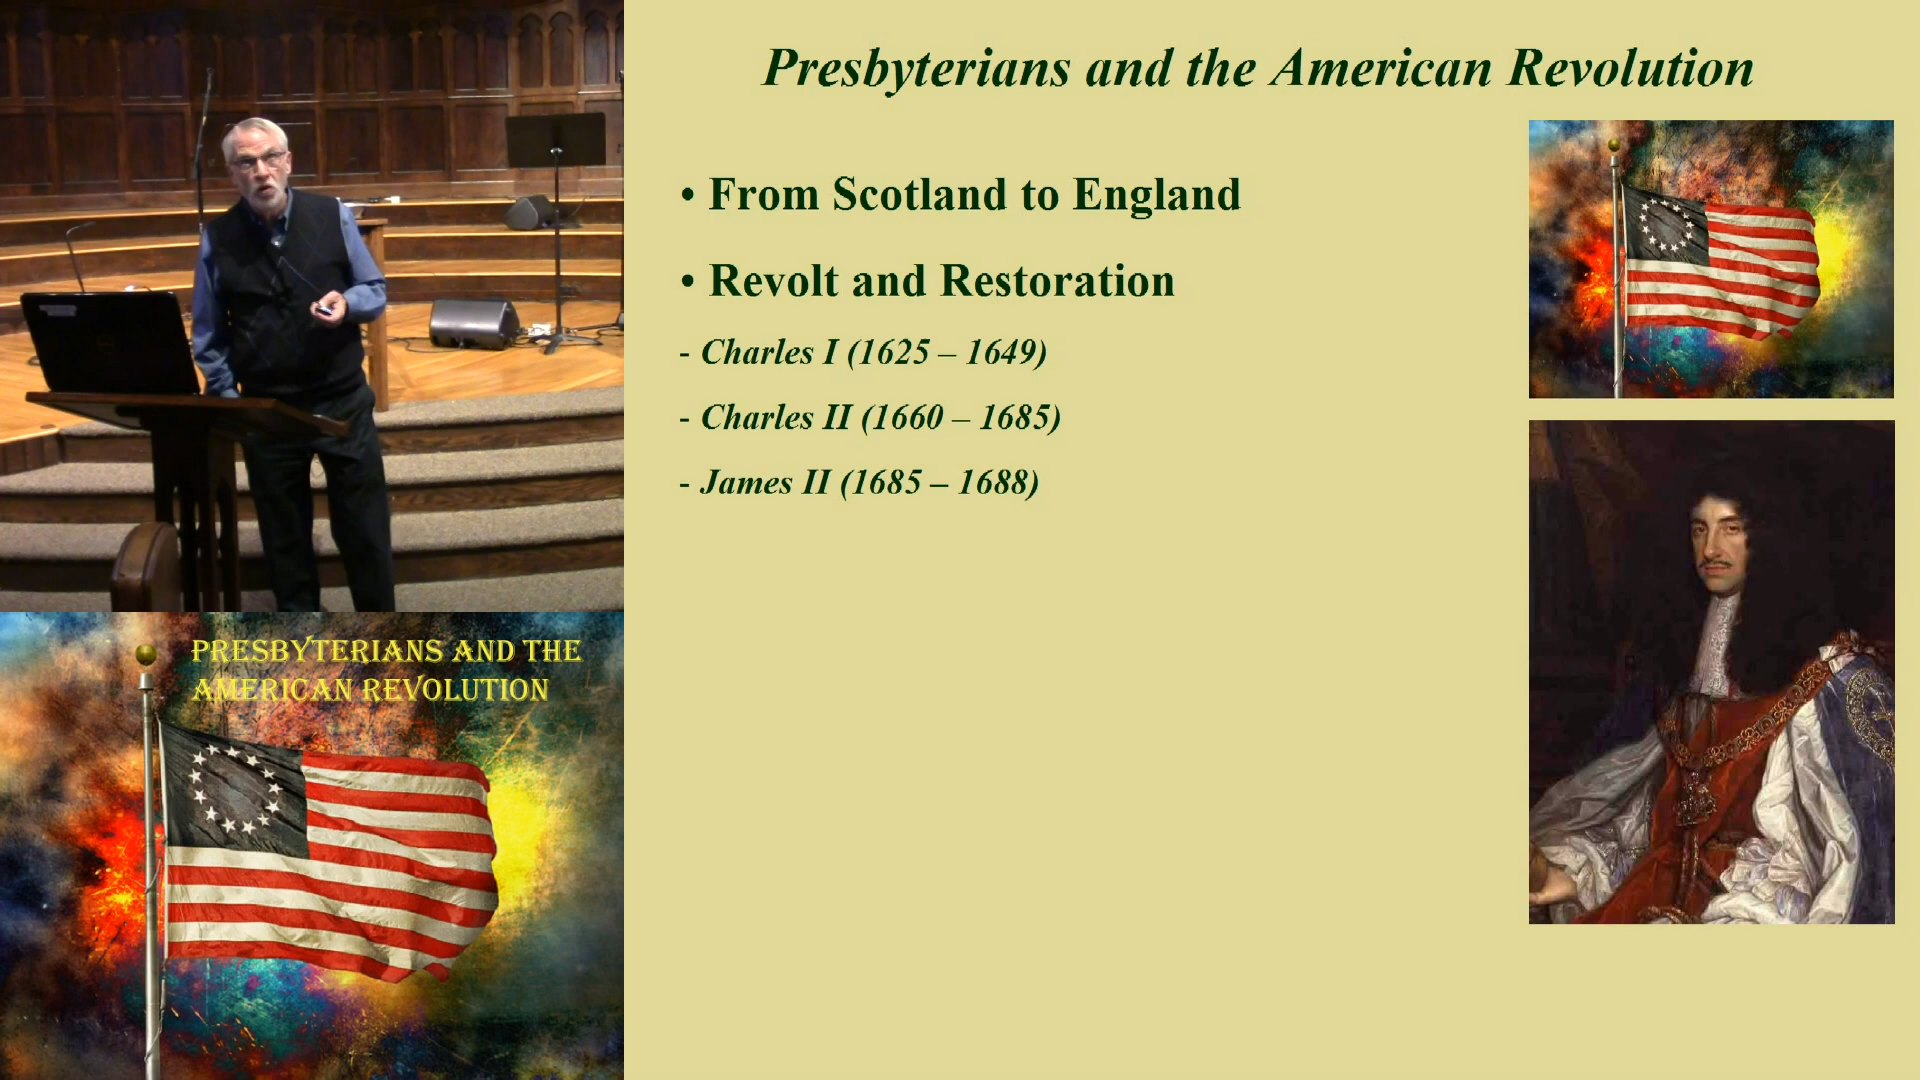 Presbyterians and the American Revolution
• From Scotland to England
• Revolt and Restoration
- Charles I (1625 – 1649)
- Charles II (1660 – 1685)
- James II (1685 – 1688)
PRESBYTERIANS AND THE
AMERICAN REVOLUTION